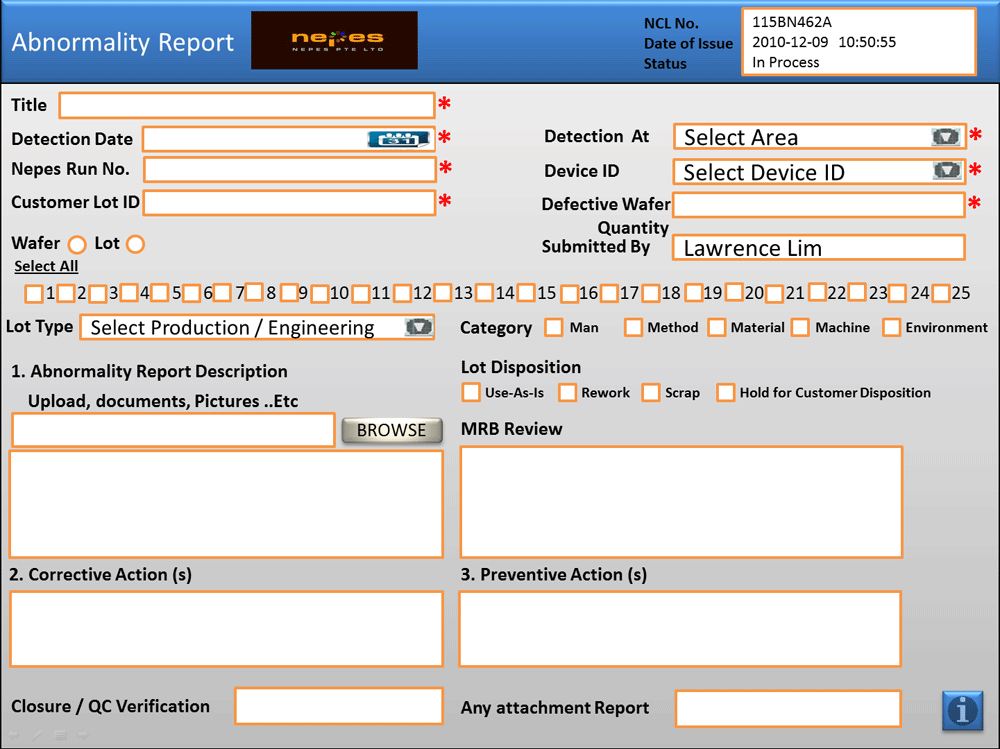 Abnormality Report
nepes
NEPES PTE LTD
NCL No. 115BN462A
Date of Issue 2010-12-09 10:50:55
Status In Process
Title *
Detection Date 31 *
Detection At Select Area *
Nepes Run No. *
Device ID Select Device ID *
Customer Lot ID *
Defective Wafer Quantity *
Submitted By Lawrence Lim
Wafer Lot
Select All
1 2 3 4 5 6 7 8 9 10 11 12 13 14 15 16 17 18 19 20 21 22 23 24 25
Lot Type Select Production / Engineering
Category Man Method Material Machine Environment
1. Abnormality Report Description
Upload, documents, Pictures ..Etc
BROWSE
Lot Disposition
Use-As-Is Rework Scrap Hold for Customer Disposition
MRB Review
2. Corrective Action (s)
3. Preventive Action (s)
Closure / QC Verification
Any attachment Report
i